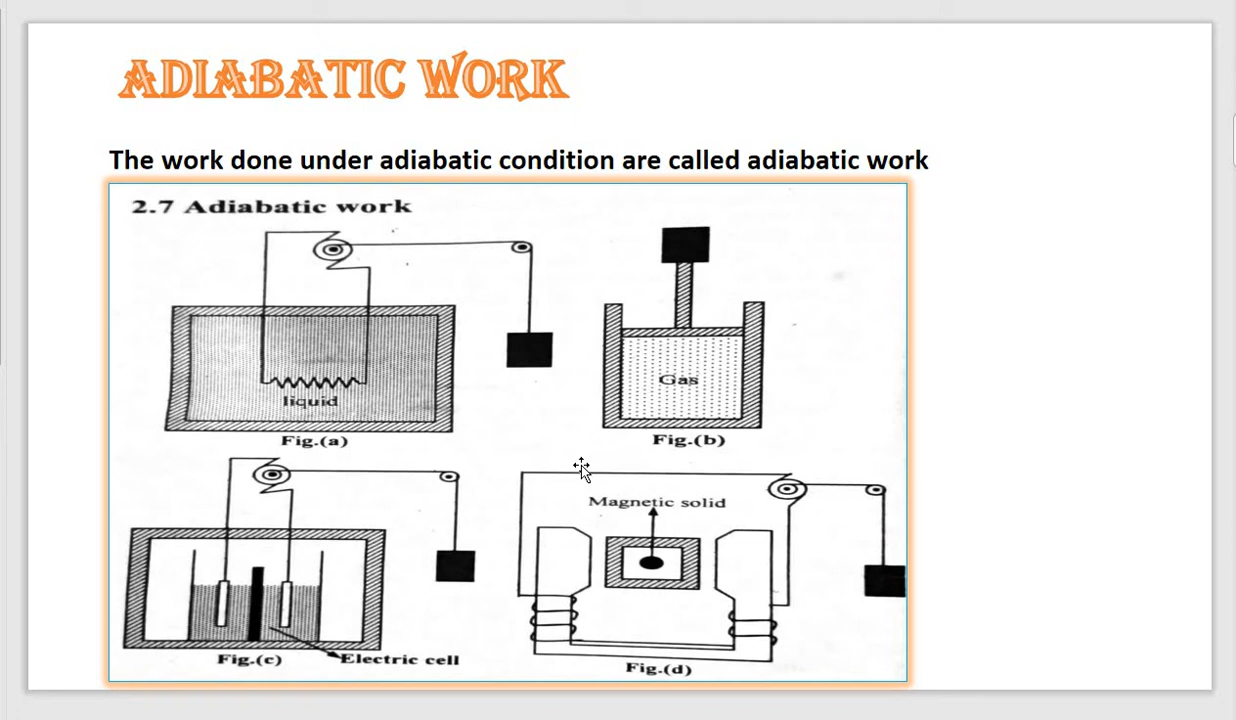 ADIABATIC WORK
The work done under adiabatic condition are called adiabatic work
2.7 Adiabatic work
liquid
Fig.(a)
Gas
Fig.(b)
Electric cell
Fig.(c)
Magnetic solid
Fig.(d)